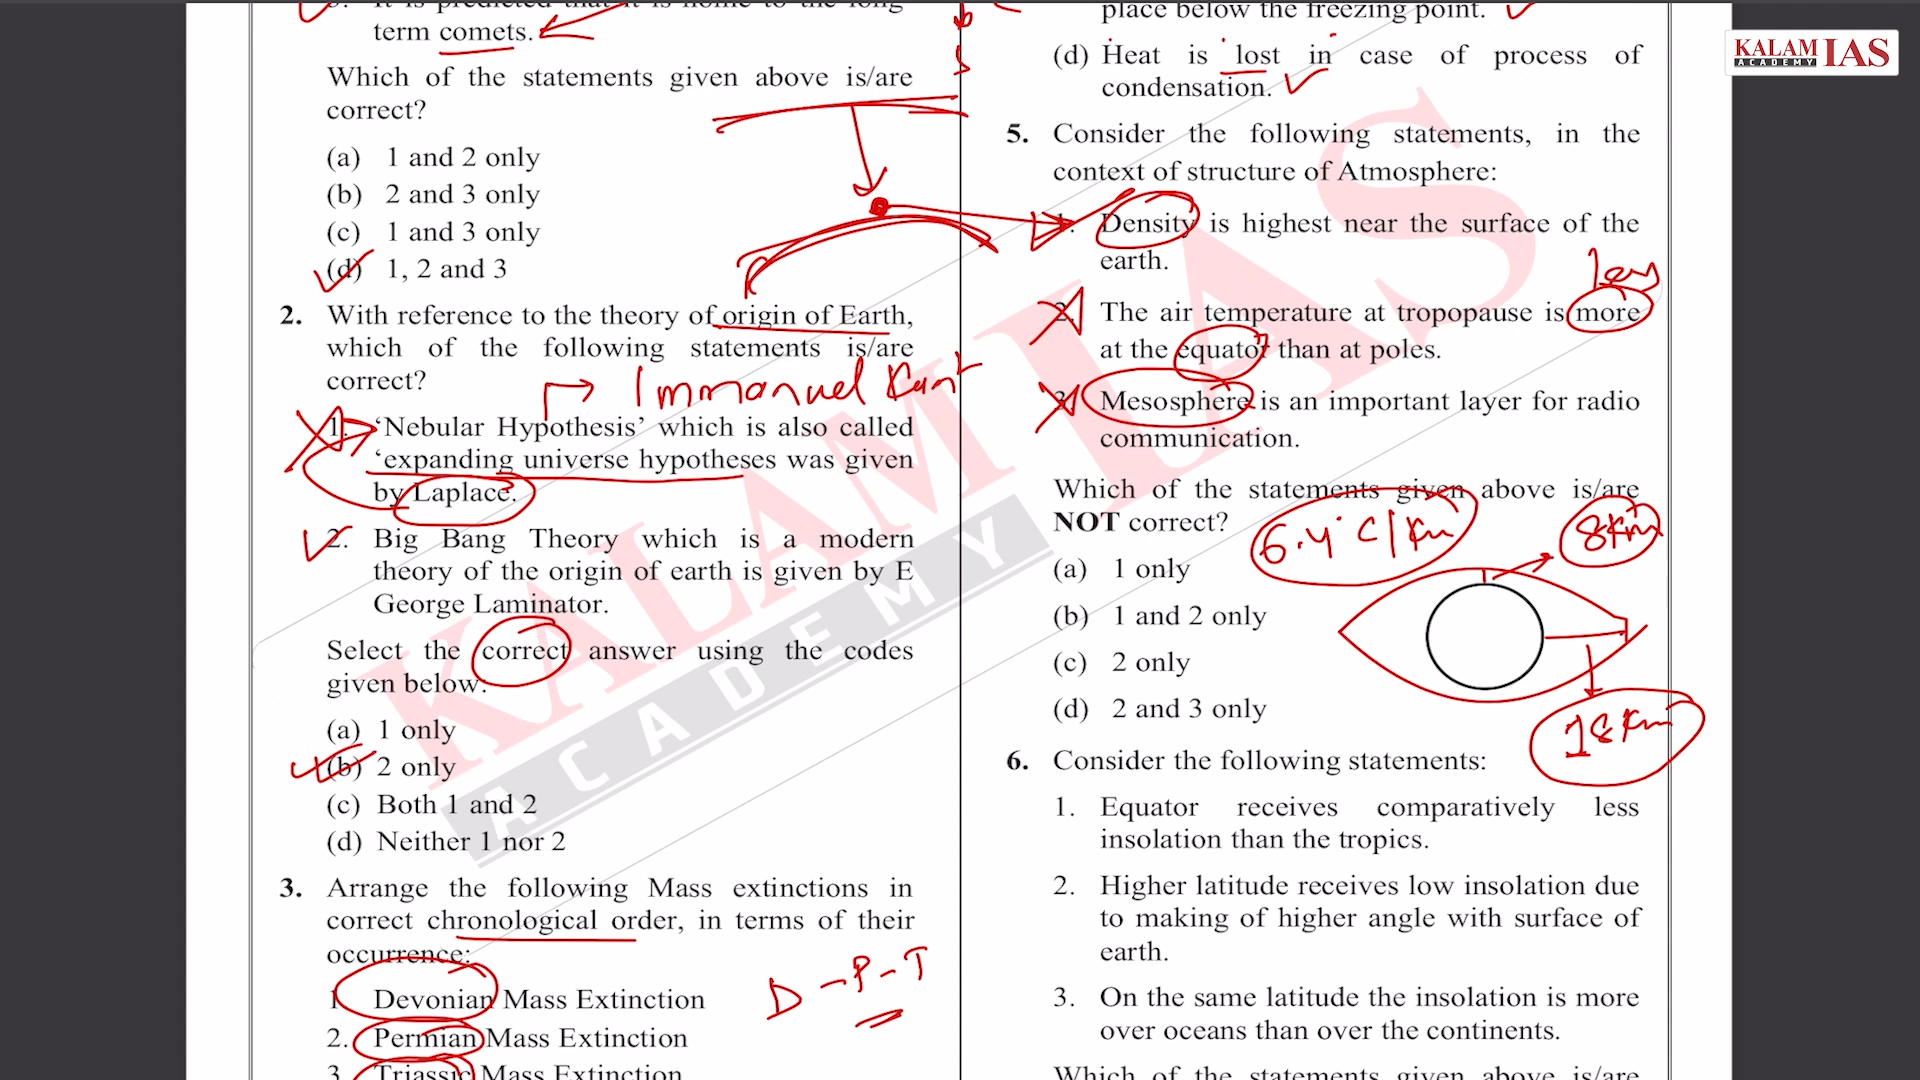 term comets.
Which of the statements given above is/are
correct?
(a) 1 and 2 only
(b) 2 and 3 only
(c) 1 and 3 only
(d) 1, 2 and 3
2. With reference to the theory of origin of Earth,
which of the following statements is/are
correct?
Immanuel Kant
1. ‘Nebular Hypothesis’ which is also called
‘expanding universe hypotheses was given
by Laplace.
2. Big Bang Theory which is a modern
theory of the origin of earth is given by E
George Laminator.
Select the correct answer using the codes
given below:
(a) 1 only
(b) 2 only
(c) Both 1 and 2
(d) Neither 1 nor 2
3. Arrange the following Mass extinctions in
correct chronological order, in terms of their
occurrence:
D - P - T
1. Devonian Mass Extinction
2. Permian Mass Extinction
3. Triassic Mass Extinction
place below the freezing point.
(d) Heat is lost in case of process of
condensation.
5. Consider the following statements, in the
context of structure of Atmosphere:
1. Density is highest near the surface of the
earth.
less
2. The air temperature at tropopause is more
at the equator than at poles.
3. Mesosphere is an important layer for radio
communication.
Which of the statements given above is/are
NOT correct?
6.4°C/Km
8km
(a) 1 only
(b) 1 and 2 only
(c) 2 only
(d) 2 and 3 only
18 Km
6. Consider the following statements:
1. Equator receives comparatively less
insolation than the tropics.
2. Higher latitude receives low insolation due
to making of higher angle with surface of
earth.
3. On the same latitude the insolation is more
over oceans than over the continents.
Which of the statements given above is/are
KALAM IAS
ACADEMY
KALAM IAS
ACADEMY